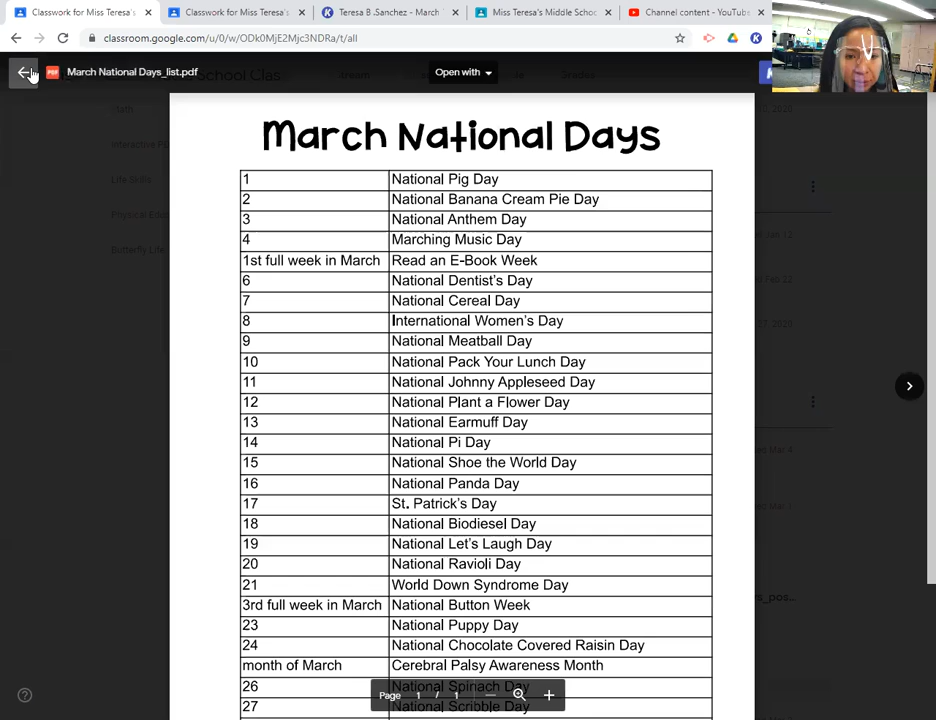 Classwork for Miss Teresa's
Classwork for Miss Teresa's
Teresa B .Sanchez - March
Miss Teresa's Middle Schoo
Channel content - YouTube
classroom.google.com/u/0/w/ODk0MjE2Mjc3NDRa/t/all
PDF March National Days_list.pdf
Open with
March National Days
1 National Pig Day
2 National Banana Cream Pie Day
3 National Anthem Day
4 Marching Music Day
1st full week in March Read an E-Book Week
6 National Dentist's Day
7 National Cereal Day
8 International Women's Day
9 National Meatball Day
10 National Pack Your Lunch Day
11 National Johnny Appleseed Day
12 National Plant a Flower Day
13 National Earmuff Day
14 National Pi Day
15 National Shoe the World Day
16 National Panda Day
17 St. Patrick's Day
18 National Biodiesel Day
19 National Let's Laugh Day
20 National Ravioli Day
21 World Down Syndrome Day
3rd full week in March National Button Week
23 National Puppy Day
24 National Chocolate Covered Raisin Day
month of March Cerebral Palsy Awareness Month
26 National Spinach Day
27 National Scribble Day
Page 1 / 1
Math
Life Skills
Butterfly Life